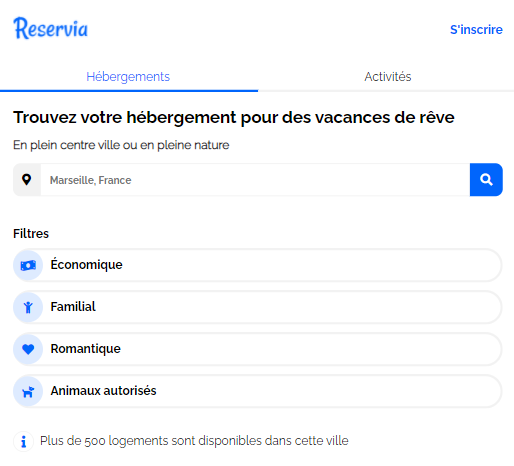 Reservia
S'inscrire
Hébergements
Activités
Trouvez votre hébergement pour des vacances de rêve
En plein centre ville ou en pleine nature
Marseille, France
Filtres
Économique
Familial
Romantique
Animaux autorisés
Plus de 500 logements sont disponibles dans cette ville